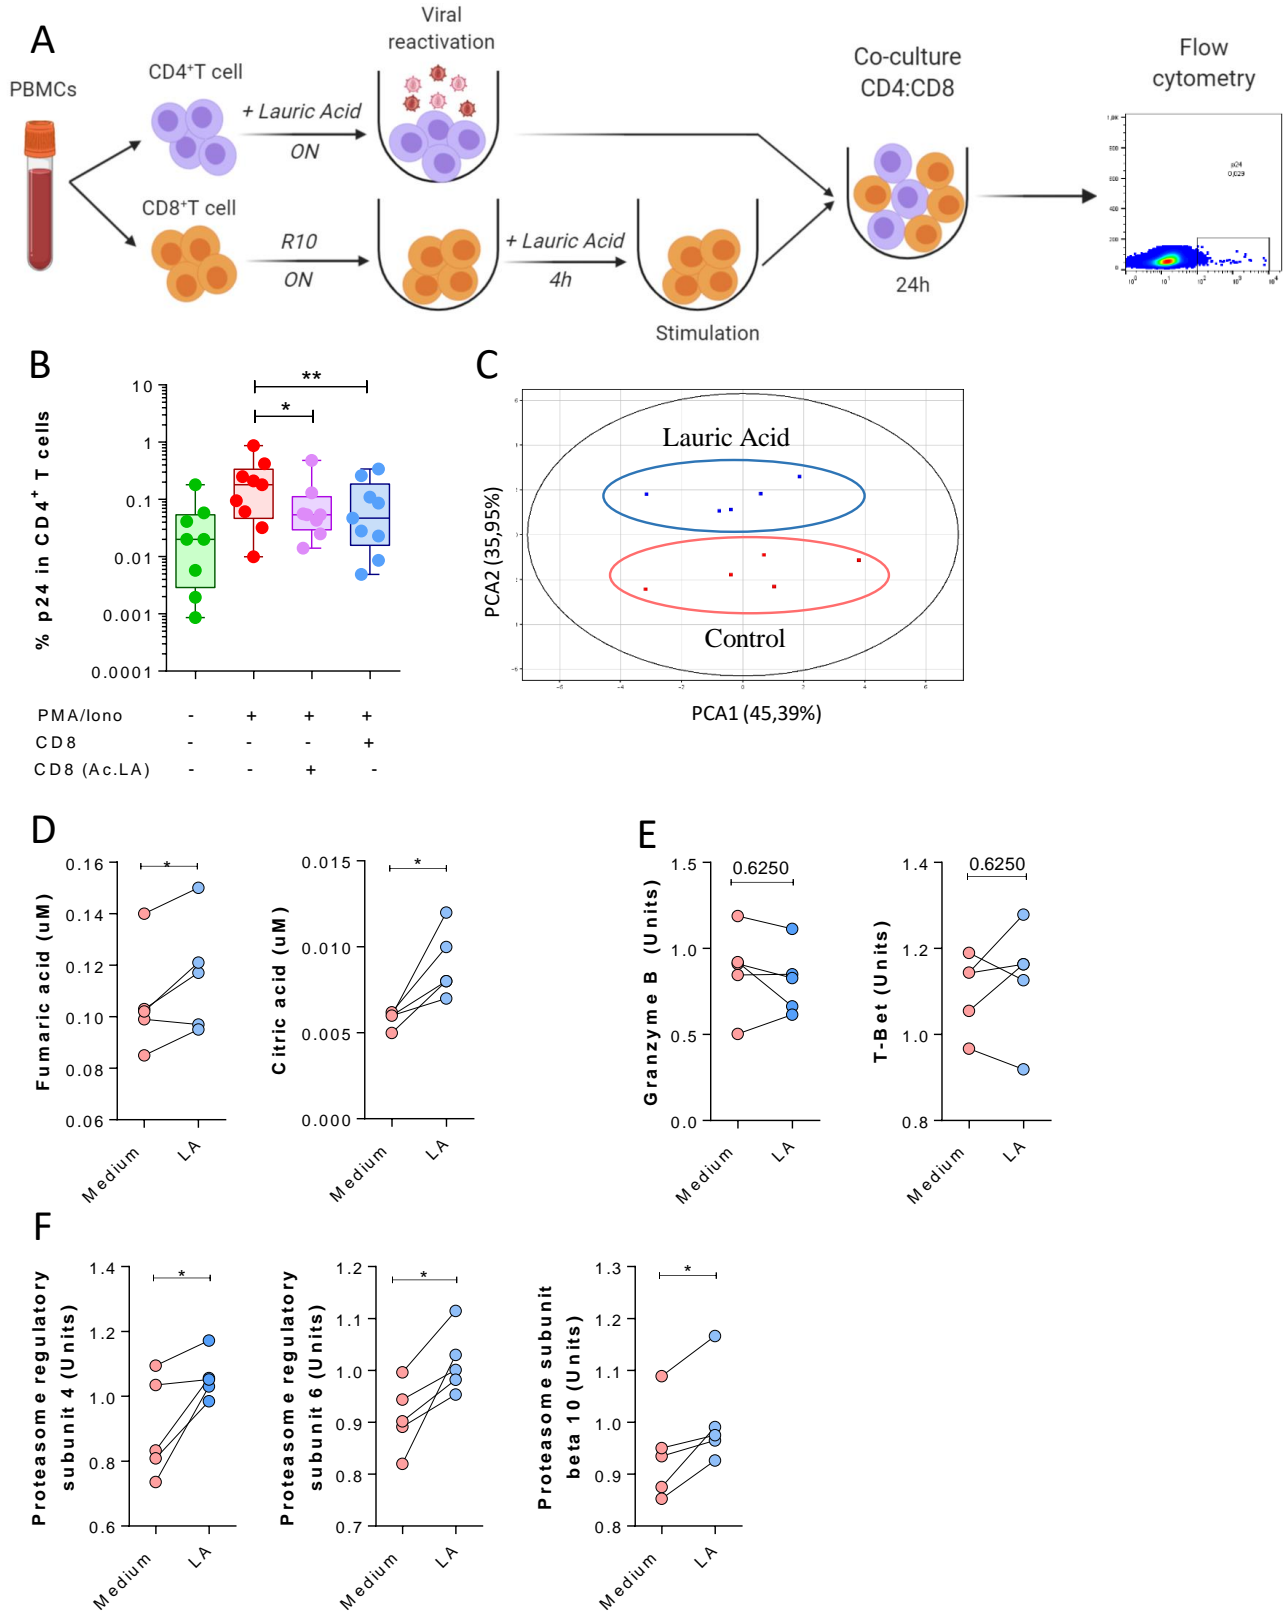 A
PBMCs
CD4⁺T cell
+ Lauric Acid
ON
Viral
reactivation
CD8⁺T cell
R10
ON
+ Lauric Acid
4h
Stimulation
Co-culture
CD4:CD8
24h
Flow
cytometry
p24
0,029
B
% p24 in CD4⁺ T cells
10
1
0.1
0.01
0.001
0.0001
**
*
PMA/Iono - + + +
CD8 - - - +
CD8 (Ac.LA) - - + -
C
Lauric Acid
Control
PCA2 (35,95%)
PCA1 (45,39%)
D
Fumaric acid (uM)
0.16
0.14
0.12
0.10
0.08
0.06
*
Medium
LA
Citric acid (uM)
0.015
0.010
0.005
0.000
*
Medium
LA
E
Granzyme B (Units)
1.5
1.0
0.5
0.0
0.6250
Medium
LA
T-Bet (Units)
1.4
1.2
1.0
0.8
0.6250
Medium
LA
F
Proteasome regulatory
subunit 4 (Units)
1.4
1.2
1.0
0.8
0.6
*
Medium
LA
Proteasome regulatory
subunit 6 (Units)
1.2
1.1
1.0
0.9
0.8
0.7
*
Medium
LA
Proteasome subunit
beta 10 (Units)
1.3
1.2
1.1
1.0
0.9
0.8
*
Medium
LA